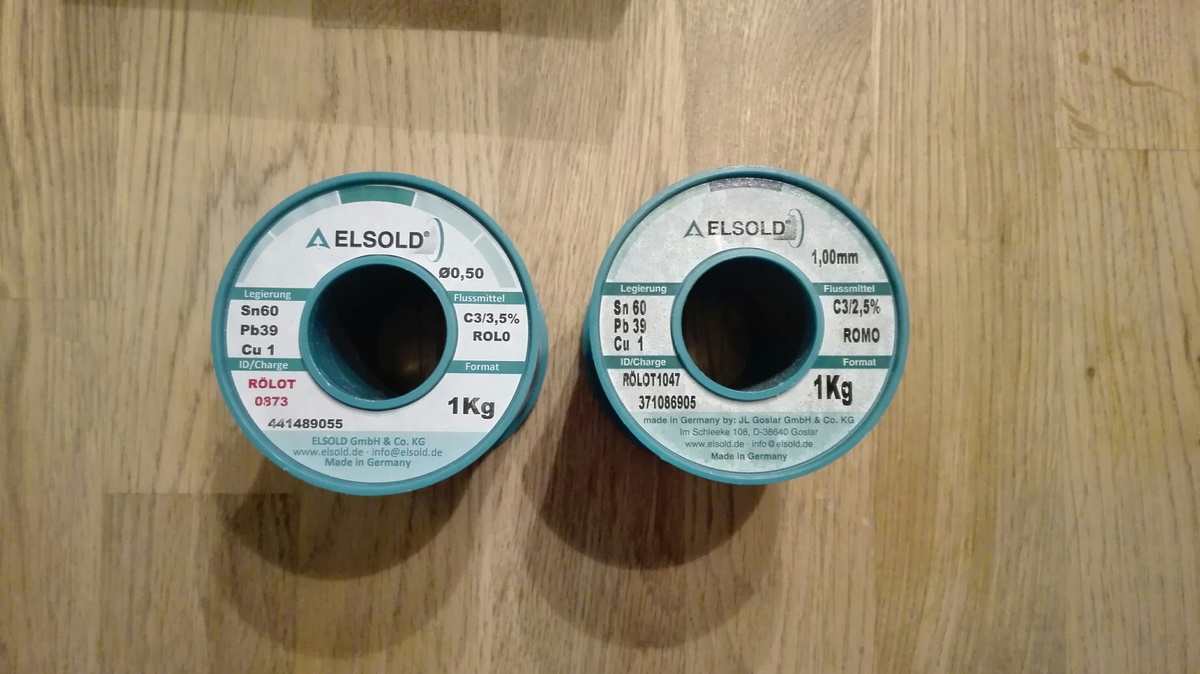 ELSOLD®
Ø0,50
Legierung
Flussmittel
Sn60
Pb39
Cu 1
C3/3,5%
ROL0
ID/Charge
Format
RÖLOT
0873
441489055
1Kg
ELSOLD GmbH & Co. KG
www.elsold.de · info@elsold.de
Made in Germany
ELSOLD®
1,00mm
Legierung
Flussmittel
Sn 60
Pb 39
Cu 1
C3/2,5%
ROMO
ID/Charge
Format
RÖLOT1047
371086905
1Kg
made in Germany by: JL Goslar GmbH & Co. KG
Im Schleeke 108, D-38640 Goslar
www.elsold.de · info@elsold.de
Made in Germany